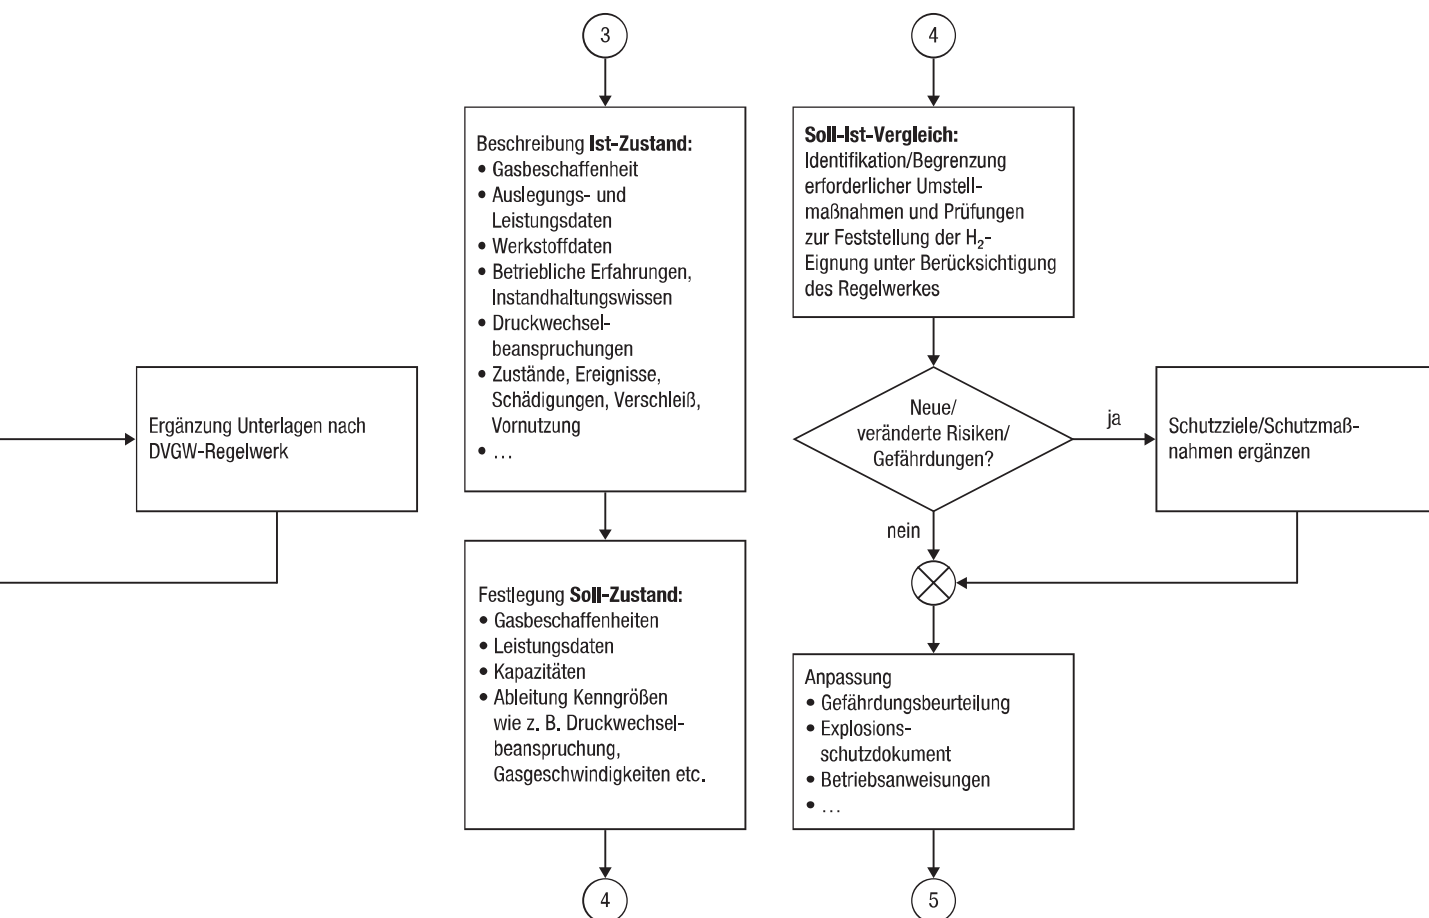 Ergänzung Unterlagen nach
DVGW-Regelwerk
3
Beschreibung Ist-Zustand:
• Gasbeschaffenheit
• Auslegungs- und
Leistungsdaten
• Werkstoffdaten
• Betriebliche Erfahrungen,
Instandhaltungswissen
• Druckwechsel-
beanspruchungen
• Zustände, Ereignisse,
Schädigungen, Verschleiß,
Vornutzung
• …
Festlegung Soll-Zustand:
• Gasbeschaffenheiten
• Leistungsdaten
• Kapazitäten
• Ableitung Kenngrößen
wie z. B. Druckwechsel-
beanspruchung,
Gasgeschwindigkeiten etc.
4
4
Soll-Ist-Vergleich:
Identifikation/Begrenzung
erforderlicher Umstell-
maßnahmen und Prüfungen
zur Feststellung der H₂-
Eignung unter Berücksichtigung
des Regelwerkes
Neue/
veränderte Risiken/
Gefährdungen?
ja
Schutzziele/Schutzmaß-
nahmen ergänzen
nein
Anpassung
• Gefährdungsbeurteilung
• Explosions-
schutzdokument
• Betriebsanweisungen
• …
5